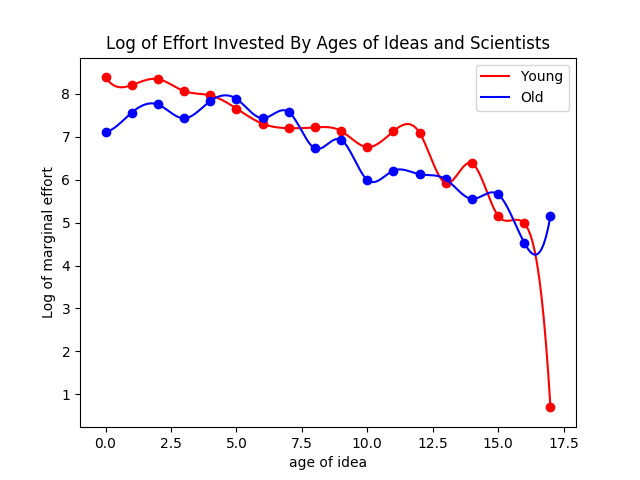 Log of Effort Invested By Ages of Ideas and Scientists
Young
Old
Log of marginal effort
8
7
6
5
4
3
2
1
0.0 2.5 5.0 7.5 10.0 12.5 15.0 17.5
age of idea